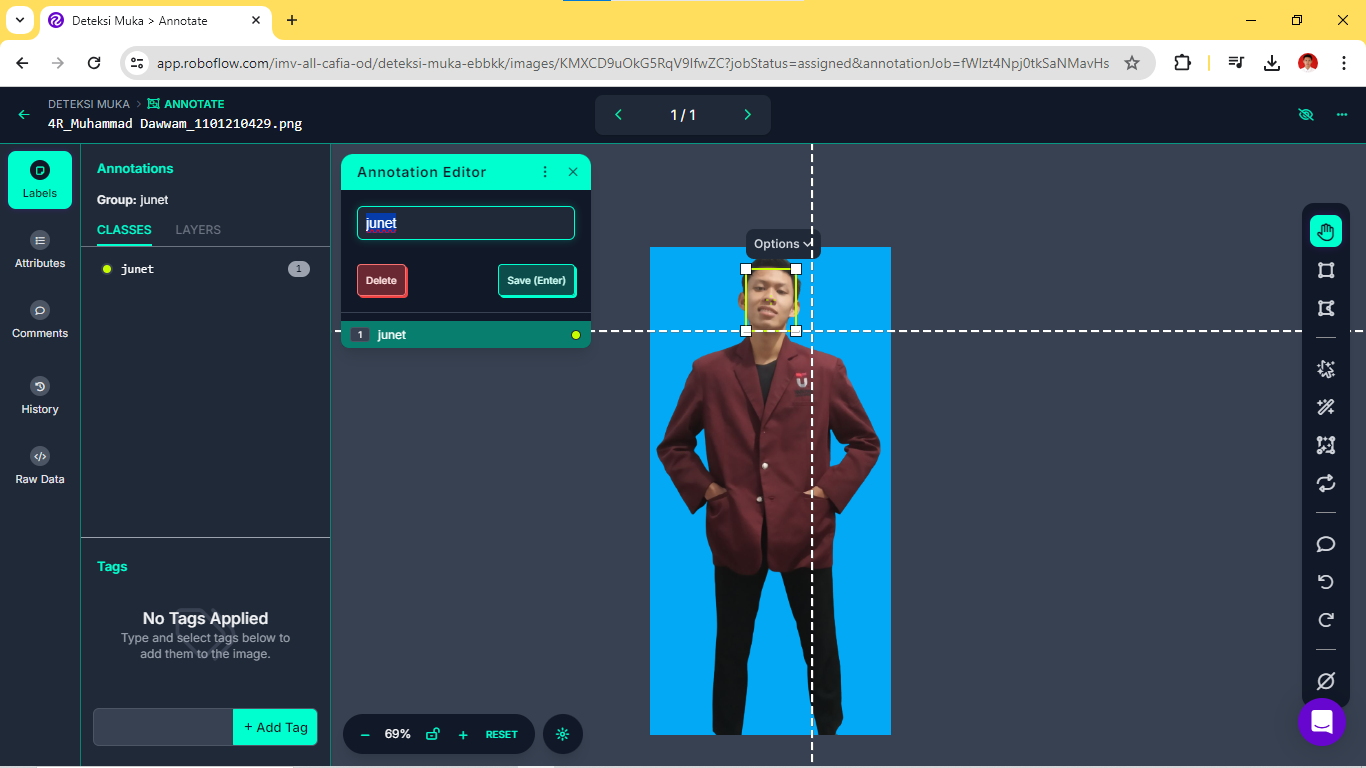 Deteksi Muka > Annotate
app.roboflow.com/imv-all-cafia-od/deteksi-muka-ebbkk/images/KMXCD9uOkG5RqV9IfwZC?jobStatus=assigned&annotationJob=fWlzt4Npj0tkSaNMavHs
DETEKSI MUKA > ANNOTATE
4R_Muhammad Dawwam_1101210429.png
1 / 1
Labels
Attributes
Comments
History
Raw Data
Annotations
Group: junet
CLASSES LAYERS
junet 1
Tags
No Tags Applied
Type and select tags below to
add them to the image.
+ Add Tag
Annotation Editor
junet
Delete Save (Enter)
1 junet
Options
U
69% RESET